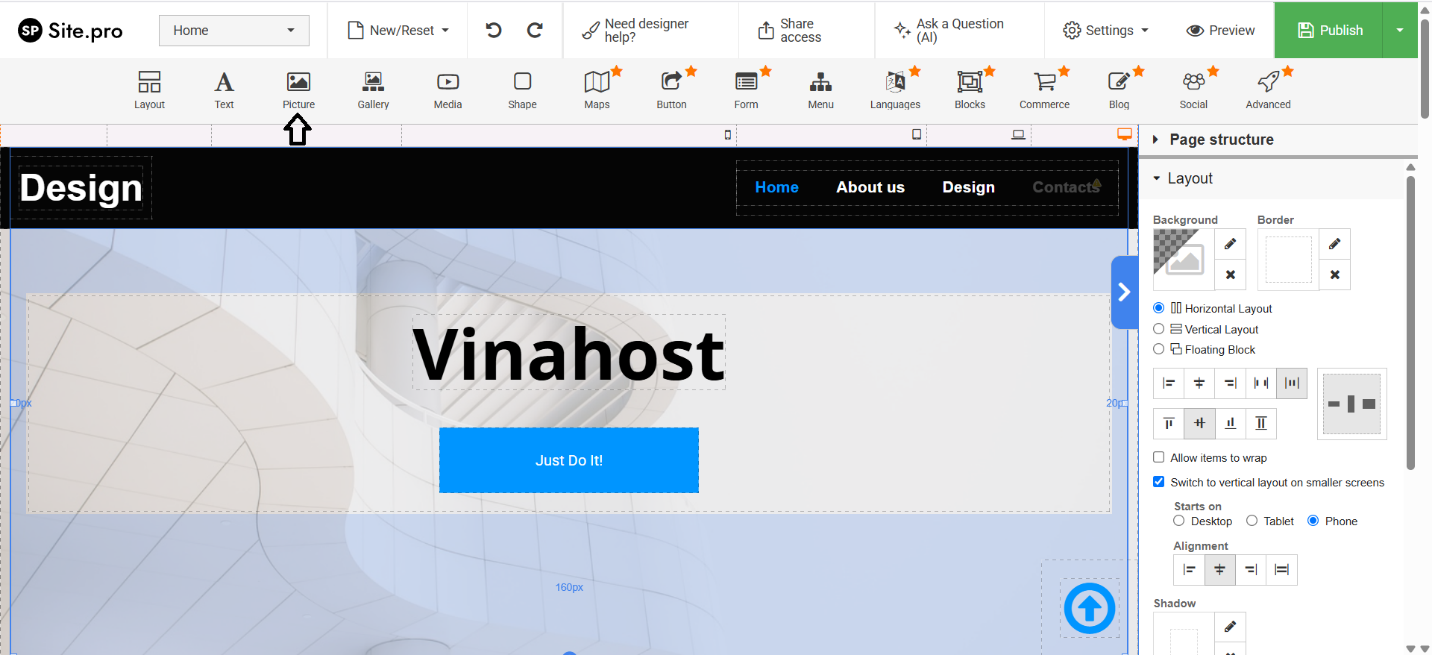 SP Site.pro
Home
New/Reset
Need designer
help?
Share
access
Ask a Question
(AI)
Settings
Preview
Publish
Layout
Text
Picture
Gallery
Media
Shape
Maps
Button
Form
Menu
Languages
Blocks
Commerce
Blog
Social
Advanced
Design
Home
About us
Design
Contacts
Vinahost
Just Do It!
160px
Page structure
Layout
Background
Border
Horizontal Layout
Vertical Layout
Floating Block
Allow items to wrap
Switch to vertical layout on smaller screens
Starts on
Desktop
Tablet
Phone
Alignment
Shadow